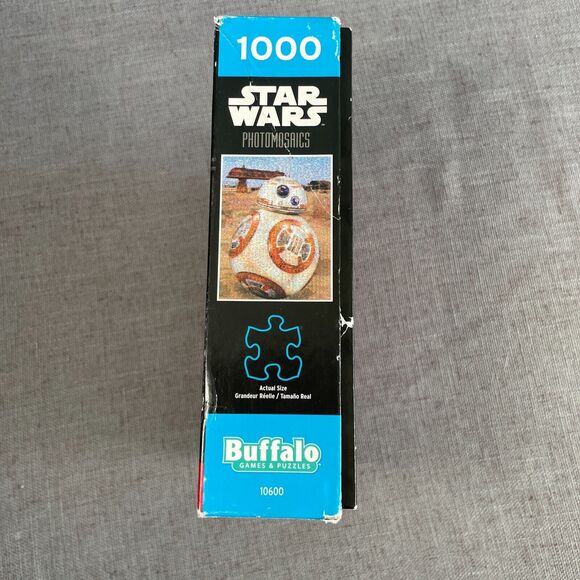 1000
STAR
WARS
PHOTOMOSAICS
Actual Size
Grandeur Réelle / Tamaño Real
Buffalo
GAMES & PUZZLES
10600